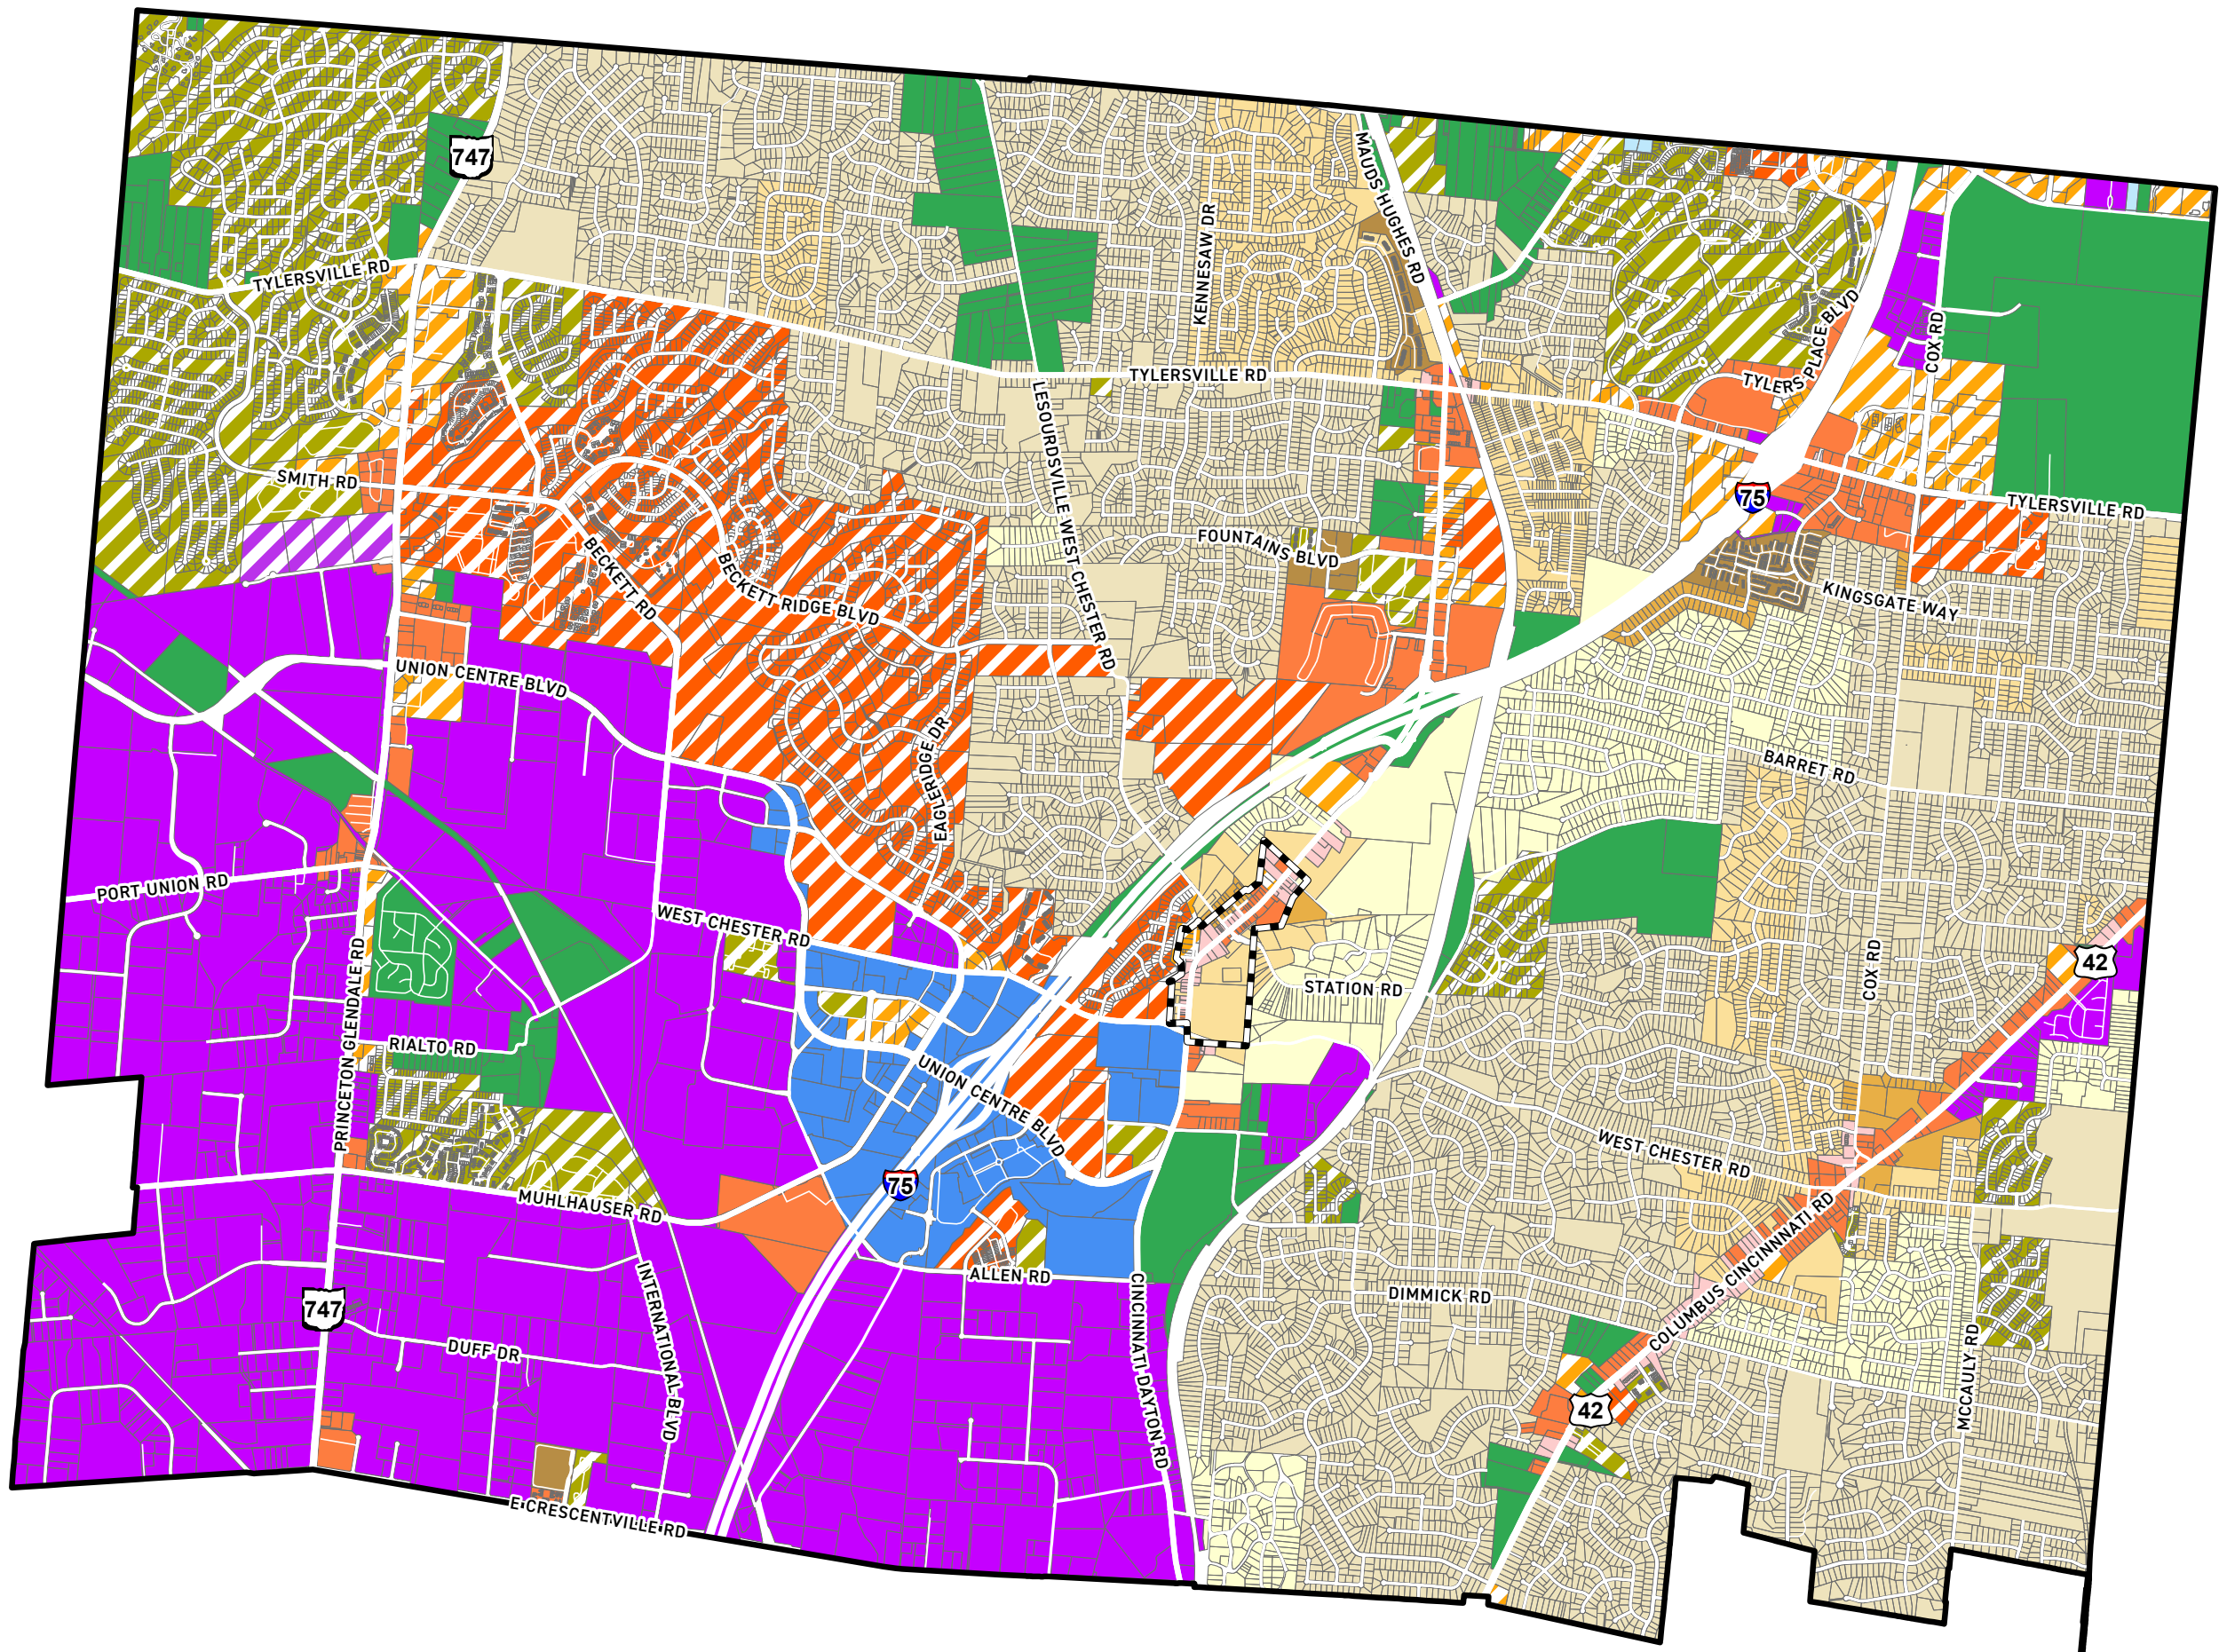 747
MAUDS HUGHES RD
KENNESAW DR
TYLERSVILLE RD
TYLERS PLACE BLVD
COX RD
TYLERSVILLE RD
LESOURDSVILLE WEST CHESTER RD
SMITH RD
75
TYLERSVILLE RD
FOUNTAINS BLVD
BECKETT RD
BECKETT RIDGE BLVD
KINGSGATE WAY
UNION CENTRE BLVD
EAGLERIDGE DR
BARRET RD
PORT UNION RD
WEST CHESTER RD
COX RD
42
STATION RD
PRINCETON GLENDALE RD
RIALTO RD
UNION CENTRE BLVD
WEST CHESTER RD
75
MUHLHAUSER RD
COLUMBUS CINCINNATI RD
ALLEN RD
DIMMICK RD
747
INTERNATIONAL BLVD
CINCINNATI DAYTON RD
DUFF DR
MCCAULY RD
42
E CRESCENTVILLE RD